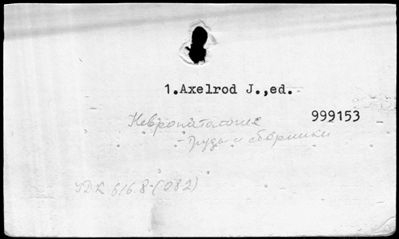 1.Axelrod J.,ed.
999153
Невропатология
- Труды и сборники
УДК 616.8-(082)